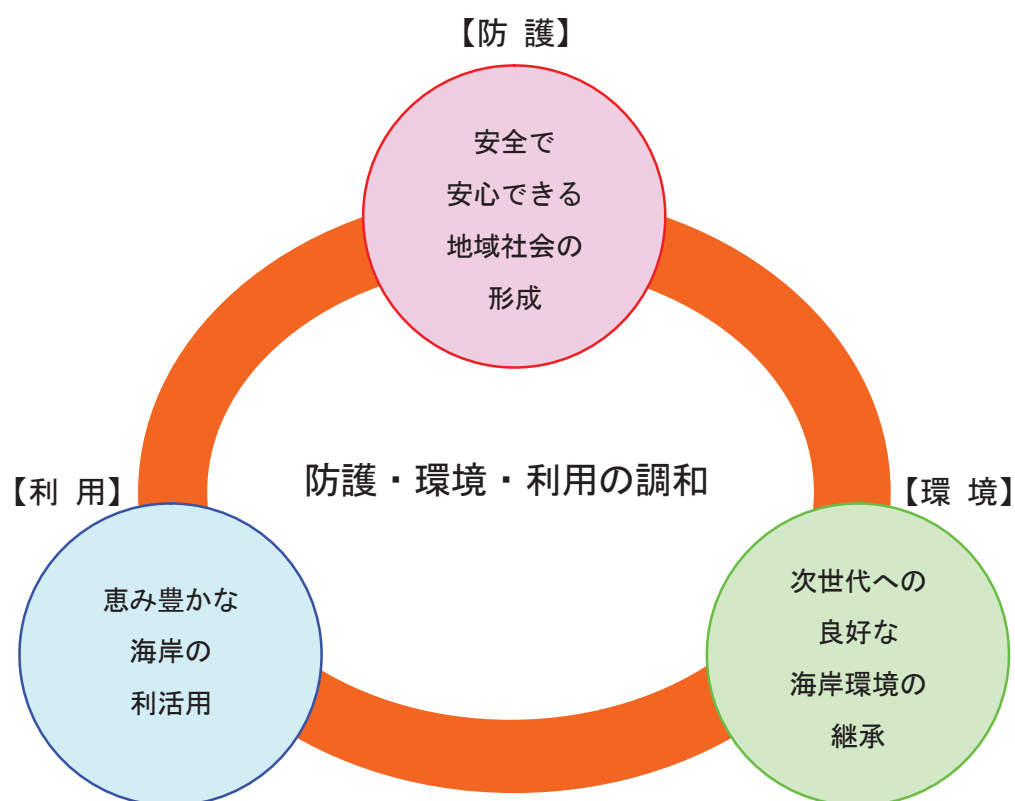 【防 護】
安全で
安心できる
地域社会の
形成
防護・環境・利用の調和
【利 用】
恵み豊かな
海岸の
利活用
【環 境】
次世代への
良好な
海岸環境の
継承